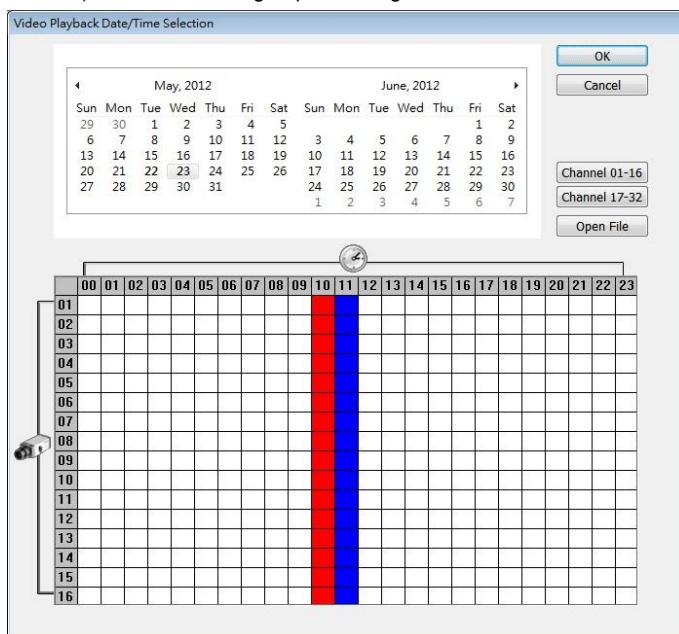 Video Playback Date/Time Selection
OK
Cancel
May, 2012 June, 2012
Sun Mon Tue Wed Thu Fri Sat Sun Mon Tue Wed Thu Fri Sat
29 30 1 2 3 4 5 1 2
6 7 8 9 10 11 12 3 4 5 6 7 8 9
13 14 15 16 17 18 19 10 11 12 13 14 15 16
20 21 22 23 24 25 26 17 18 19 20 21 22 23
27 28 29 30 31 24 25 26 27 28 29 30
1 2 3 4 5 6 7
Channel 01-16
Channel 17-32
Open File
00 01 02 03 04 05 06 07 08 09 10 11 12 13 14 15 16 17 18 19 20 21 22 23
01
02
03
04
05
06
07
08
09
10
11
12
13
14
15
16